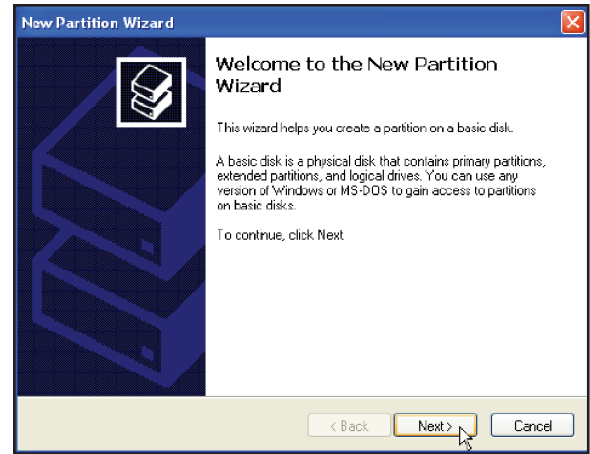 New Partition Wizard
Welcome to the New Partition
Wizard
This wizard helps you create a partition on a basic disk.
A basic disk is a physical disk that contains primary partitions,
extended partitions, and logical drives. You can use any
version of Windows or MS-DOS to gain access to partitions
on basic disks.
To continue, click Next
< Back
Next >
Cancel